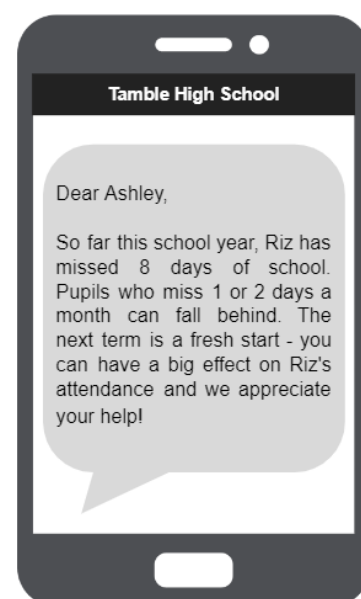 Tamble High School
Dear Ashley,
So far this school year, Riz has
missed 8 days of school.
Pupils who miss 1 or 2 days a
month can fall behind. The
next term is a fresh start - you
can have a big effect on Riz's
attendance and we appreciate
your help!